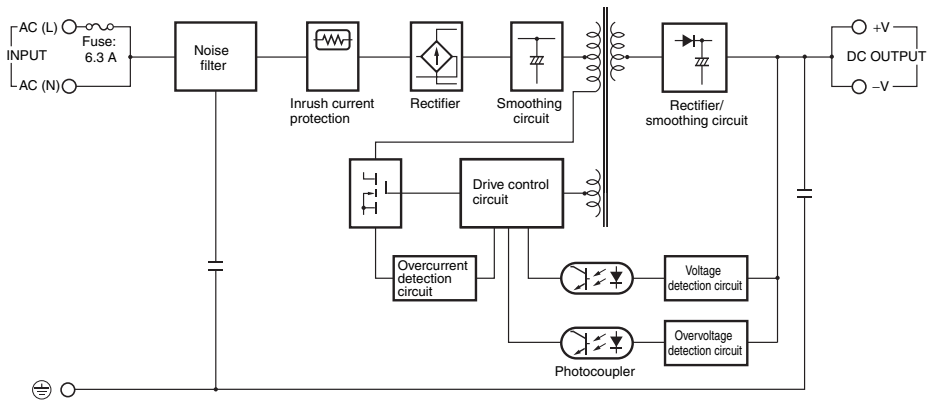 AC (L)
Fuse:
6.3 A
INPUT
AC (N)
Noise
filter
Inrush current
protection
Rectifier
Smoothing
circuit
Rectifier/
smoothing circuit
+V
DC OUTPUT
–V
Drive control
circuit
Overcurrent
detection
circuit
Voltage
detection circuit
Overvoltage
detection circuit
Photocoupler